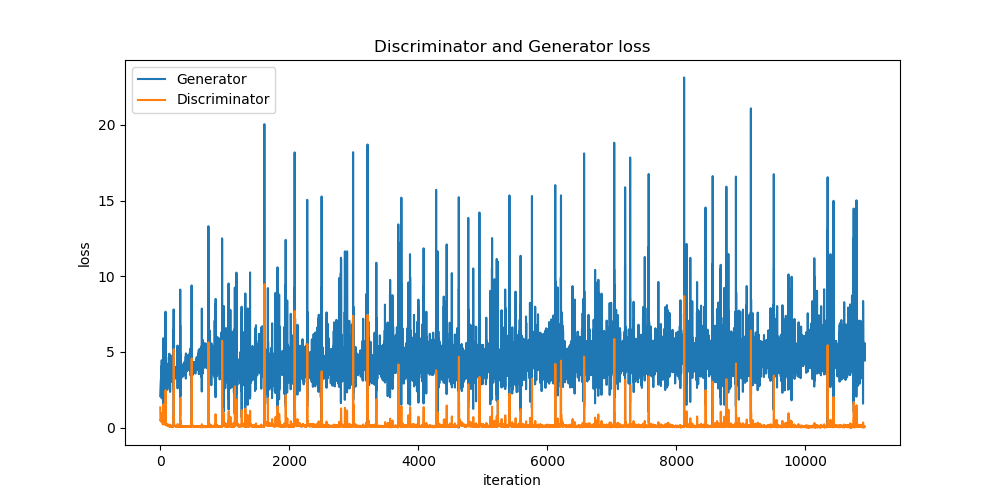 Discriminator and Generator loss
Generator
Discriminator
20
15
10
5
0
loss
0 2000 4000 6000 8000 10000
iteration